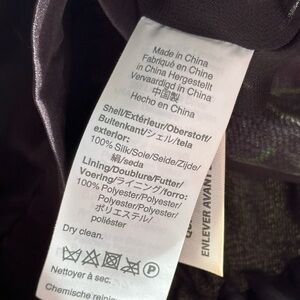 Made in China
Fabriqué en Chine
in China Hergestellt
Vervaardigd in China
中国製
Hecho en China
Shell/Extérieur/Oberstoff/
Buitenkant/シェル/tela
exterior:
100% Silk/Soie/Seide/Zijde/
絹/seda
Lining/Doublure/Futter/
Voering/ライニング/forro:
100% Polyester/Polyester/
Polyester/Polyester/
ポリエステル/
poliéster
Dry clean.
P
Nettoyer à sec.
Chemische reini
ENLEVER AVANT